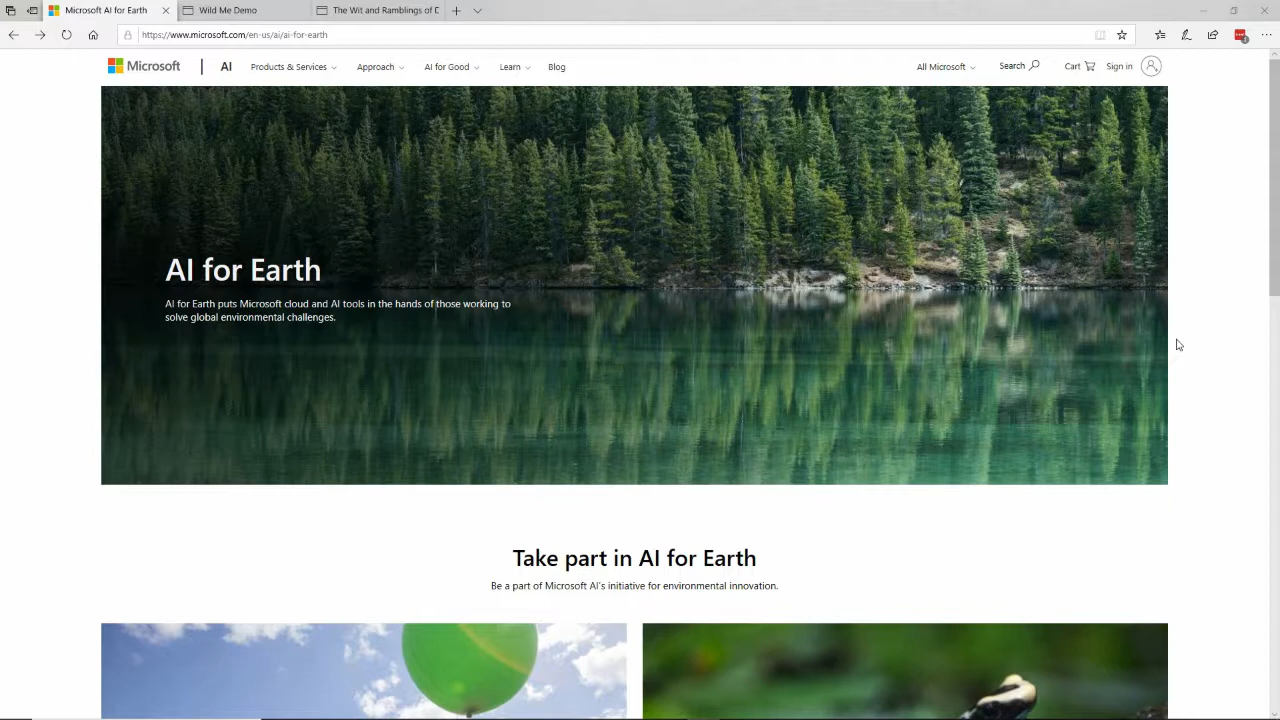 Microsoft AI for Earth
Wild Me Demo
The Wit and Ramblings of D
https://www.microsoft.com/en-us/ai/ai-for-earth
Microsoft
AI
Products & Services
Approach
AI for Good
Learn
Blog
All Microsoft
Search
Cart
Sign in
AI for Earth
AI for Earth puts Microsoft cloud and AI tools in the hands of those working to
solve global environmental challenges.
Take part in AI for Earth
Be a part of Microsoft AI's initiative for environmental innovation.